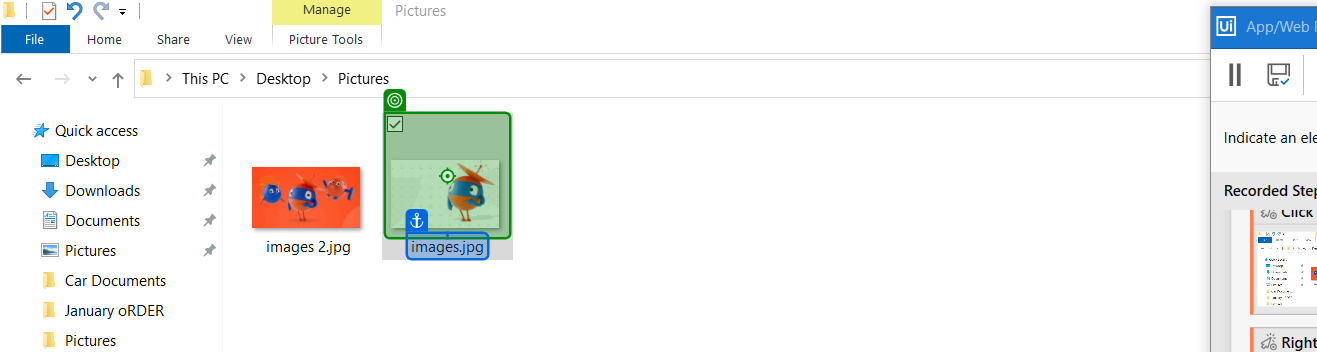 Manage
Pictures
File
Home
Share
View
Picture Tools
This PC
Desktop
Pictures
Quick access
Desktop
Downloads
Documents
Pictures
Car Documents
January oRDER
Pictures
images 2.jpg
images.jpg
Ui
App/Web
Indicate an ele
Recorded Step
Click
Right